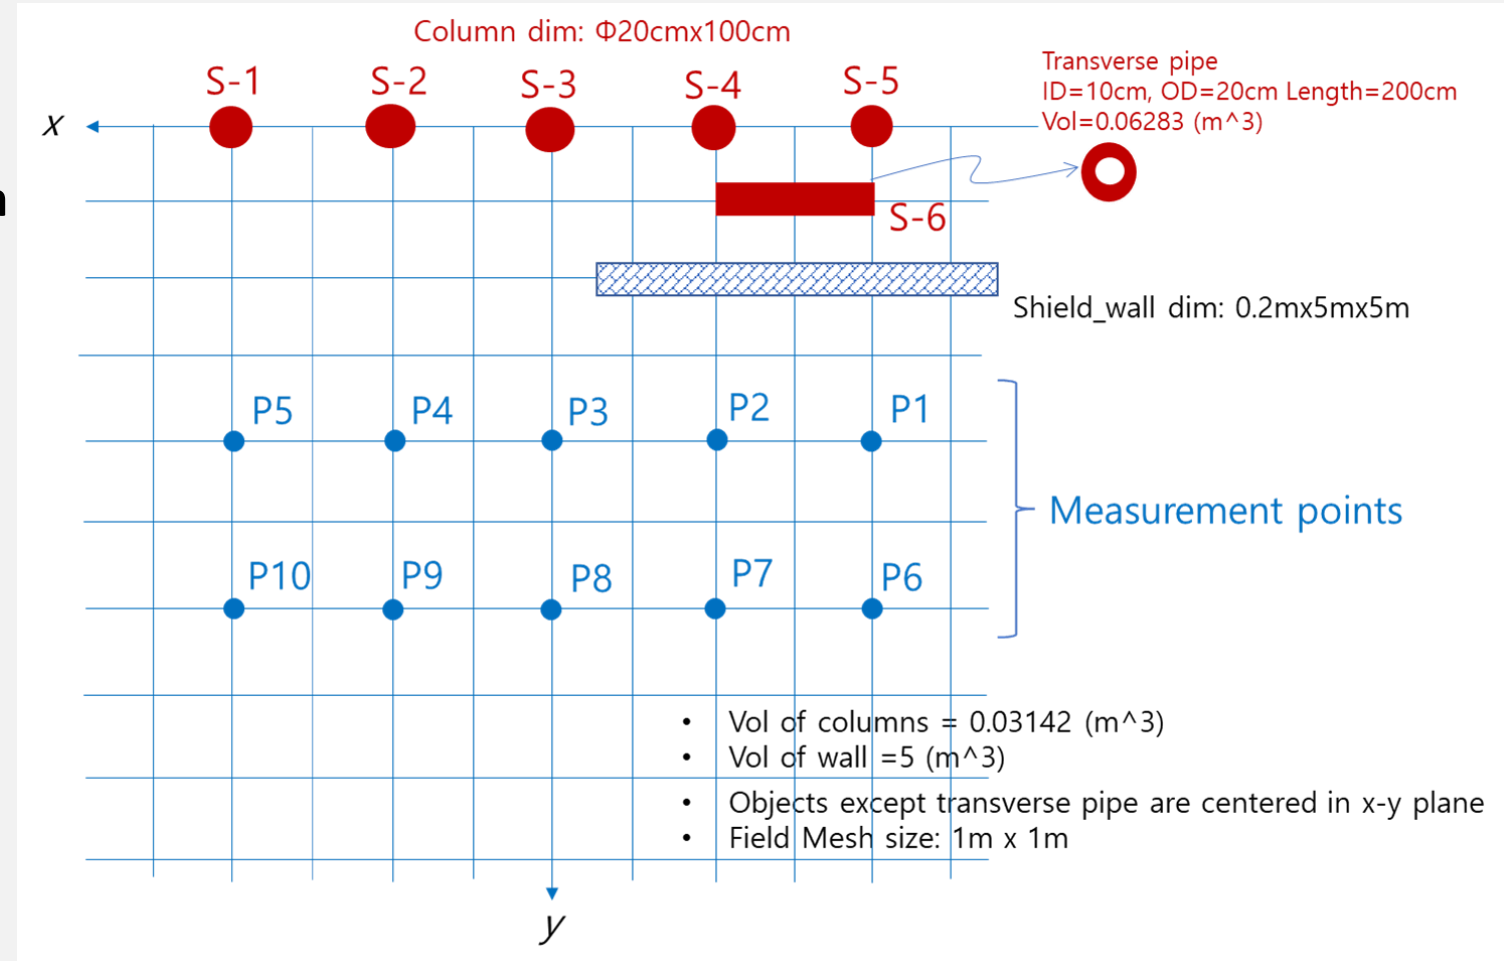 Column dim: Φ20cmx100cm
S-1
S-2
S-3
S-4
S-5
Transverse pipe
ID=10cm, OD=20cm Length=200cm
Vol=0.06283 (m^3)
x
S-6
Shield_wall dim: 0.2mx5mx5m
P5
P4
P3
P2
P1
Measurement points
P10
P9
P8
P7
P6
• Vol of columns = 0.03142 (m^3)
• Vol of wall =5 (m^3)
• Objects except transverse pipe are centered in x-y plane
• Field Mesh size: 1m x 1m
y